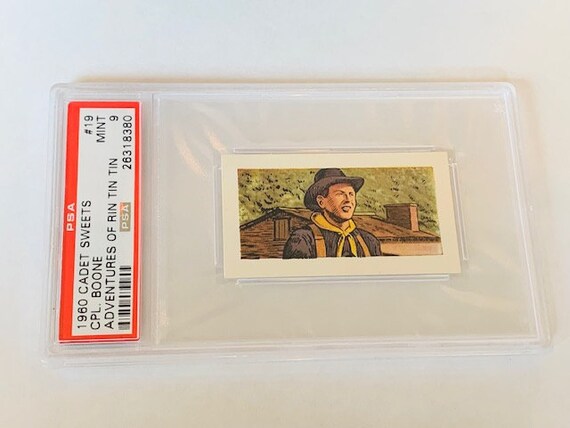 PSA
1960 CADET SWEETS #19
CPL. BOONE MINT 9
ADVENTURES OF RIN TIN TIN
PSA 26318380